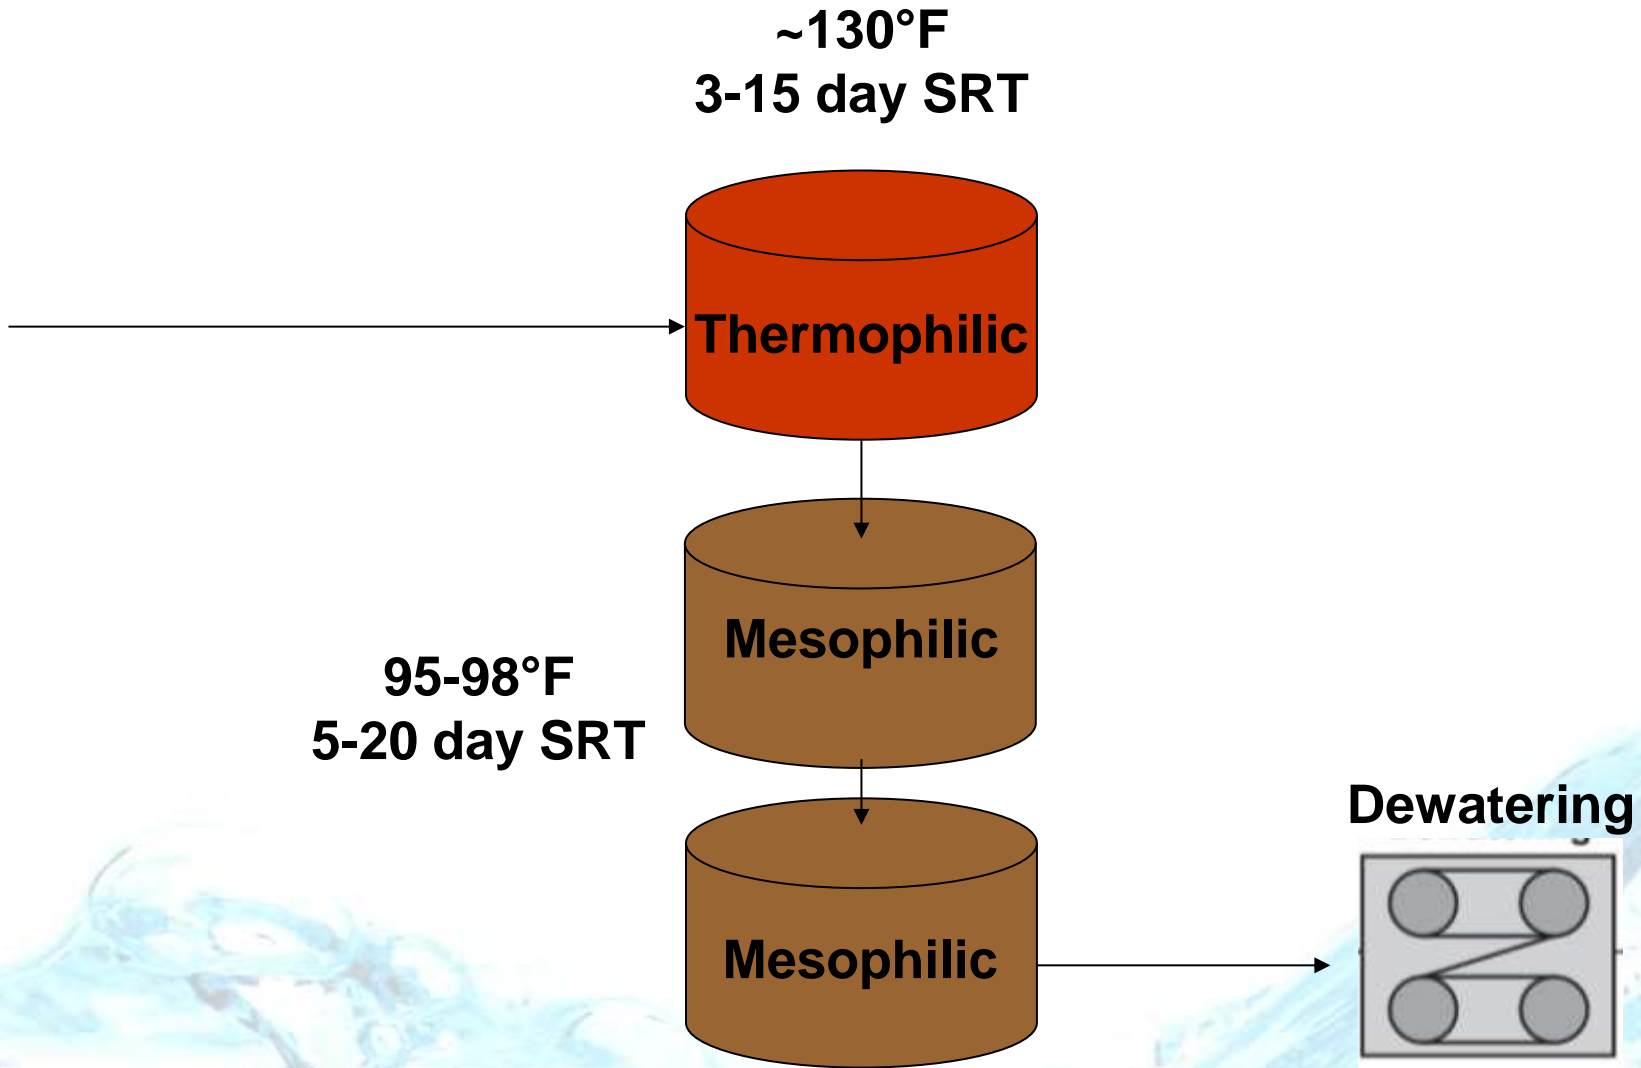 ~130°F
3-15 day SRT
Thermophilic
Mesophilic
95-98°F
5-20 day SRT
Dewatering
Mesophilic